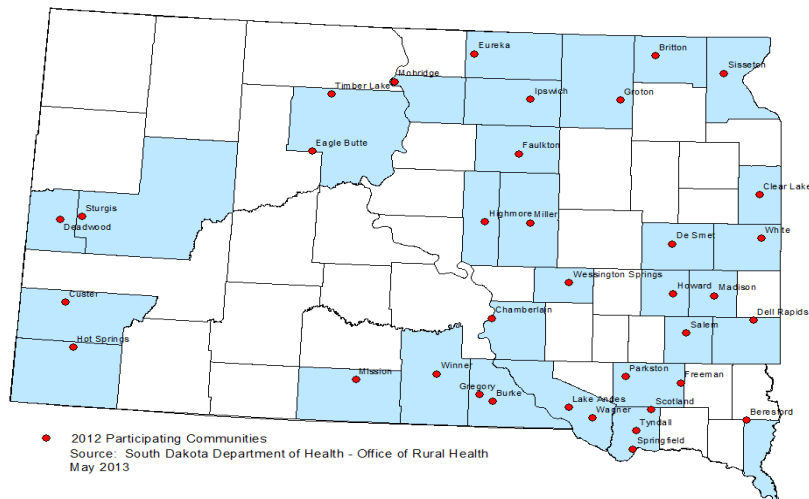 Eureka
Britton
Sisseton
Mobridge
Timber Lake
Ipswich
Groton
Eagle Butte
Faulkton
Clear Lake
Sturgis
Deadwood
Highmore
Miller
De Smet
White
Wessington Springs
Howard
Madison
Custer
Chamberlain
Dell Rapids
Salem
Hot Springs
Mission
Winner
Parkston
Freeman
Gregory
Burke
Lake Andes
Scotland
Wagner
Beresford
Tyndall
Springfield
2012 Participating Communities
Source: South Dakota Department of Health - Office of Rural Health
May 2013